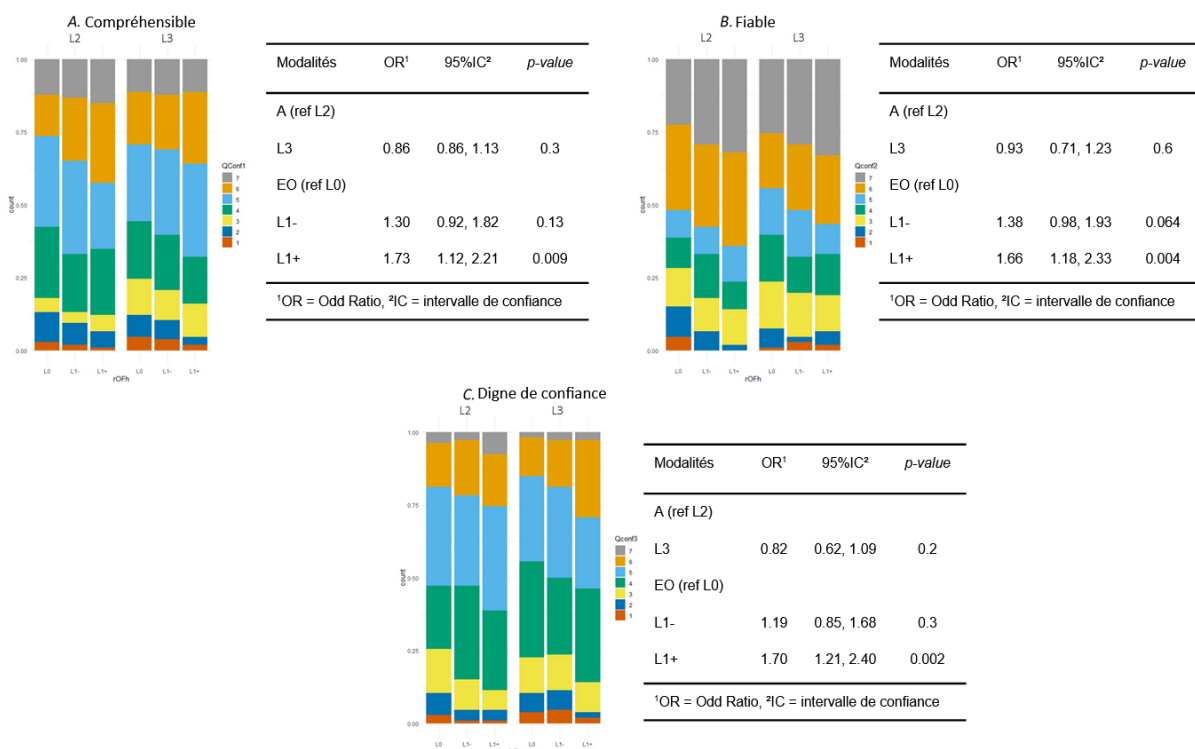 A. Compréhensible
L2 L3
1.00
0.75
0.50
0.25
0.00
count
L0 L1- L1+ L0 L1- L1+
rOFh
QConf1
7
6
5
4
3
2
1
Modalités OR¹ 95%IC² p-value
A (ref L2)
L3 0.86 0.86, 1.13 0.3
EO (ref L0)
L1- 1.30 0.92, 1.82 0.13
L1+ 1.73 1.12, 2.21 0.009
¹OR = Odd Ratio, ²IC = intervalle de confiance
B. Fiable
L2 L3
1.00
0.75
0.50
0.25
0.00
count
L0 L1- L1+ L0 L1- L1+
rOFh
Qconf2
7
6
5
4
3
2
1
Modalités OR¹ 95%IC² p-value
A (ref L2)
L3 0.93 0.71, 1.23 0.6
EO (ref L0)
L1- 1.38 0.98, 1.93 0.064
L1+ 1.66 1.18, 2.33 0.004
¹OR = Odd Ratio, ²IC = intervalle de confiance
C. Digne de confiance
L2 L3
1.00
0.75
0.50
0.25
0.00
count
L0 L1- L1+ L0 L1- L1+
Qconf3
7
6
5
4
3
2
1
Modalités OR¹ 95%IC² p-value
A (ref L2)
L3 0.82 0.62, 1.09 0.2
EO (ref L0)
L1- 1.19 0.85, 1.68 0.3
L1+ 1.70 1.21, 2.40 0.002
¹OR = Odd Ratio, ²IC = intervalle de confiance